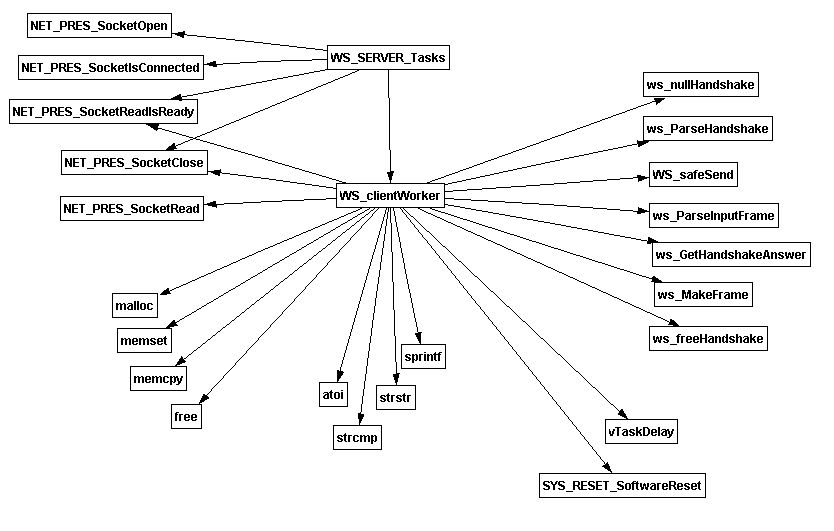 NET_PRES_SocketOpen
WS_SERVER_Tasks
NET_PRES_SocketIsConnected
ws_nullHandshake
NET_PRES_SocketReadIsReady
ws_ParseHandshake
NET_PRES_SocketClose
WS_safeSend
WS_clientWorker
NET_PRES_SocketRead
ws_ParseInputFrame
ws_GetHandshakeAnswer
ws_MakeFrame
malloc
memset
ws_freeHandshake
sprintf
memcpy
atoi
strstr
free
vTaskDelay
strcmp
SYS_RESET_SoftwareReset